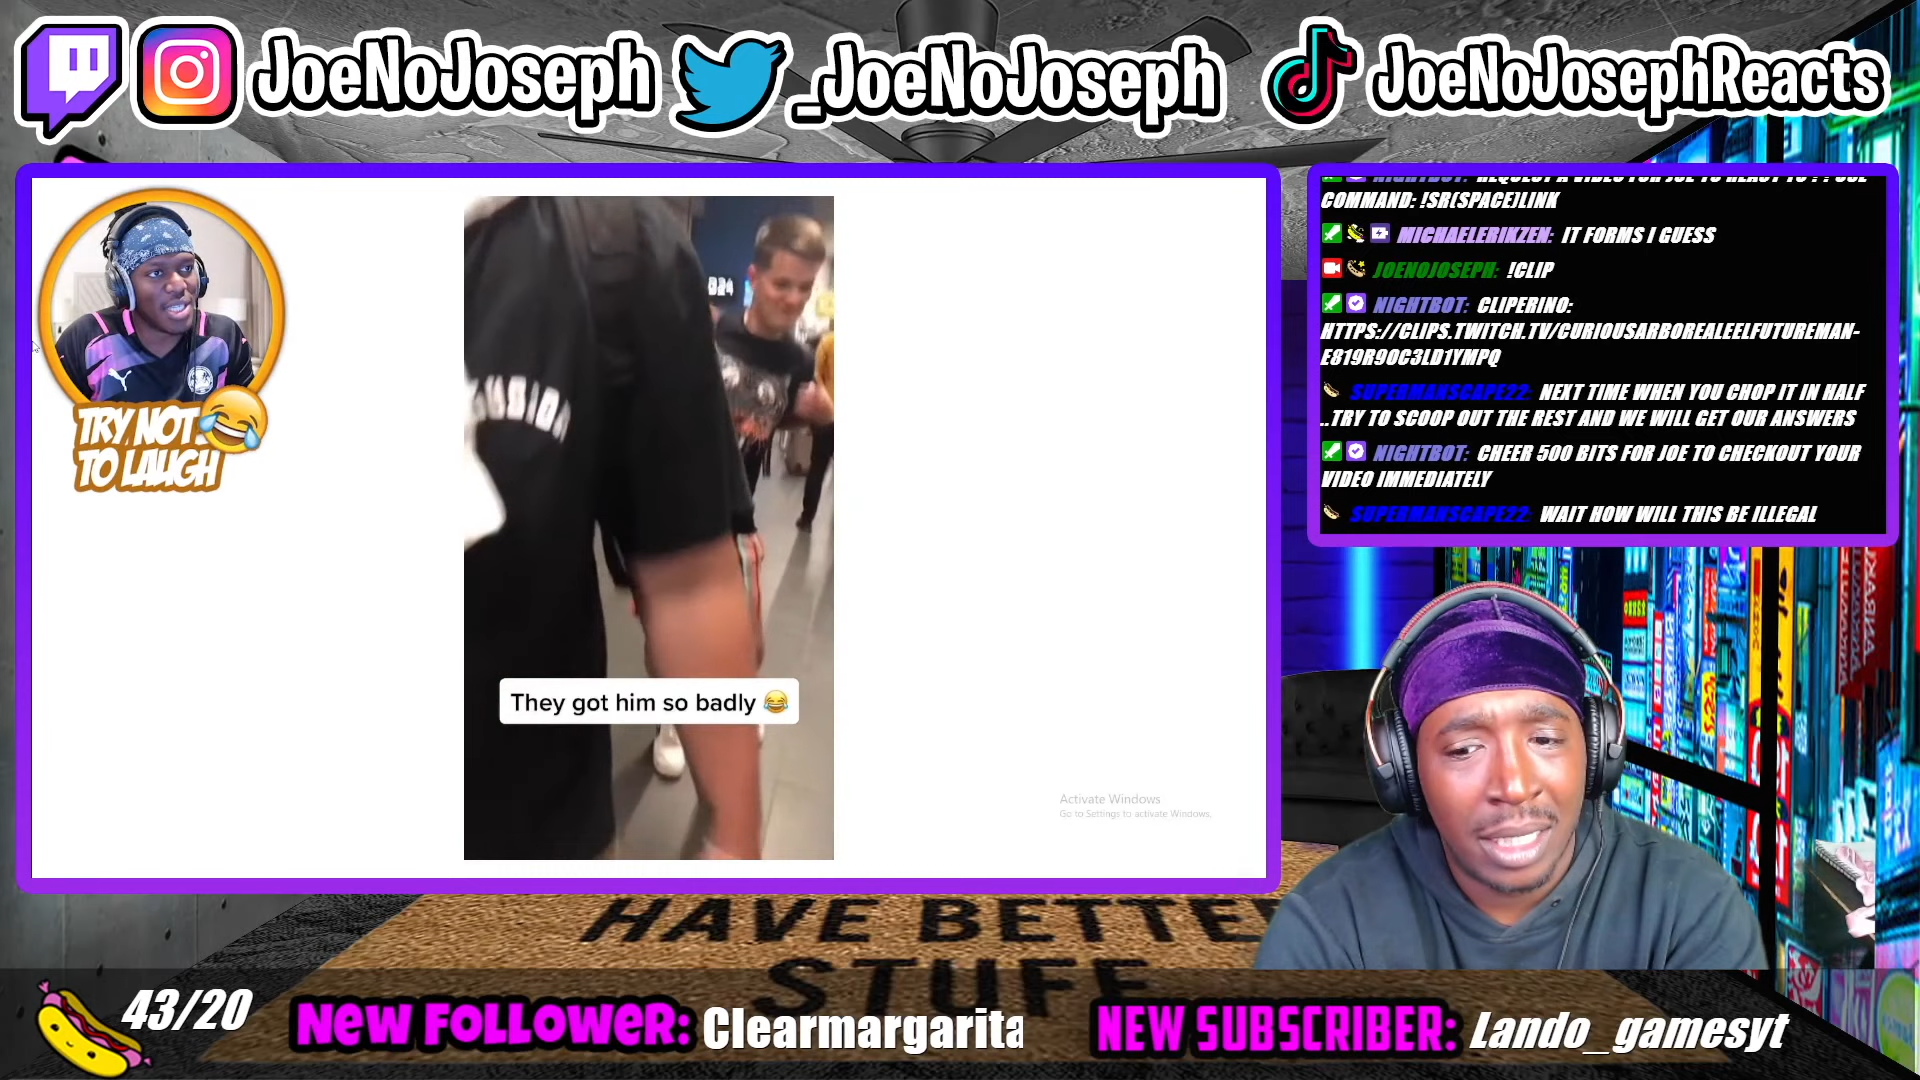 JoeNoJoseph
_JoeNoJoseph
JoeNoJosephReacts
COMMAND: !SR(SPACE)LINK
MICHAELERIKZEN: IT FORMS I GUESS
JOENOJOSEPH: !CLIP
NIGHTBOT: CLIPERINO:
HTTPS://CLIPS.TWITCH.TV/CURIOUSARBOREALEELFUTUREMAN-
E819R9OC3LD1YMPQ
SUPERMANSCAPE22: NEXT TIME WHEN YOU CHOP IT IN HALF
..TRY TO SCOOP OUT THE REST AND WE WILL GET OUR ANSWERS
NIGHTBOT: CHEER 500 BITS FOR JOE TO CHECKOUT YOUR
VIDEO IMMEDIATELY
SUPERMANSCAPE22: WAIT HOW WILL THIS BE ILLEGAL
TRY NOT
TO LAUGH
They got him so badly 😂
Activate Windows
Go to Settings to activate Windows.
HAVE BETTE
STUFF
43/20
NEW FOLLOWER: Clearmargarita
NEW SUBSCRIBER: Lando_gamesyt